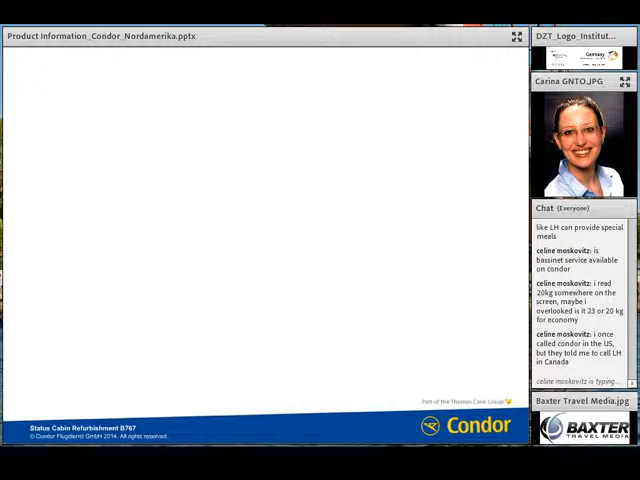 Product Information_Condor_Nordamerika.pptx
DZT_Logo_Institut...
Germany
Carina GNTO.JPG
Chat (Everyone)
like LH can provide special
meals
celine moskovitz: is
bassinet service available
on condor
celine moskovitz: i read
20kg somewhere on the
screen, maybe i
overlooked is it 23 or 20 kg
for economy
celine moskovitz: i once
called condor in the US,
but they told me to call LH
in Canada
celine moskovitz is typing...
Baxter Travel Media.jpg
BAXTER
TRAVEL MEDIA
Part of the Thomas Cook Group
Condor
Status Cabin Refurbishment B767
© Condor Flugdienst GmbH 2014. All rights reserved.